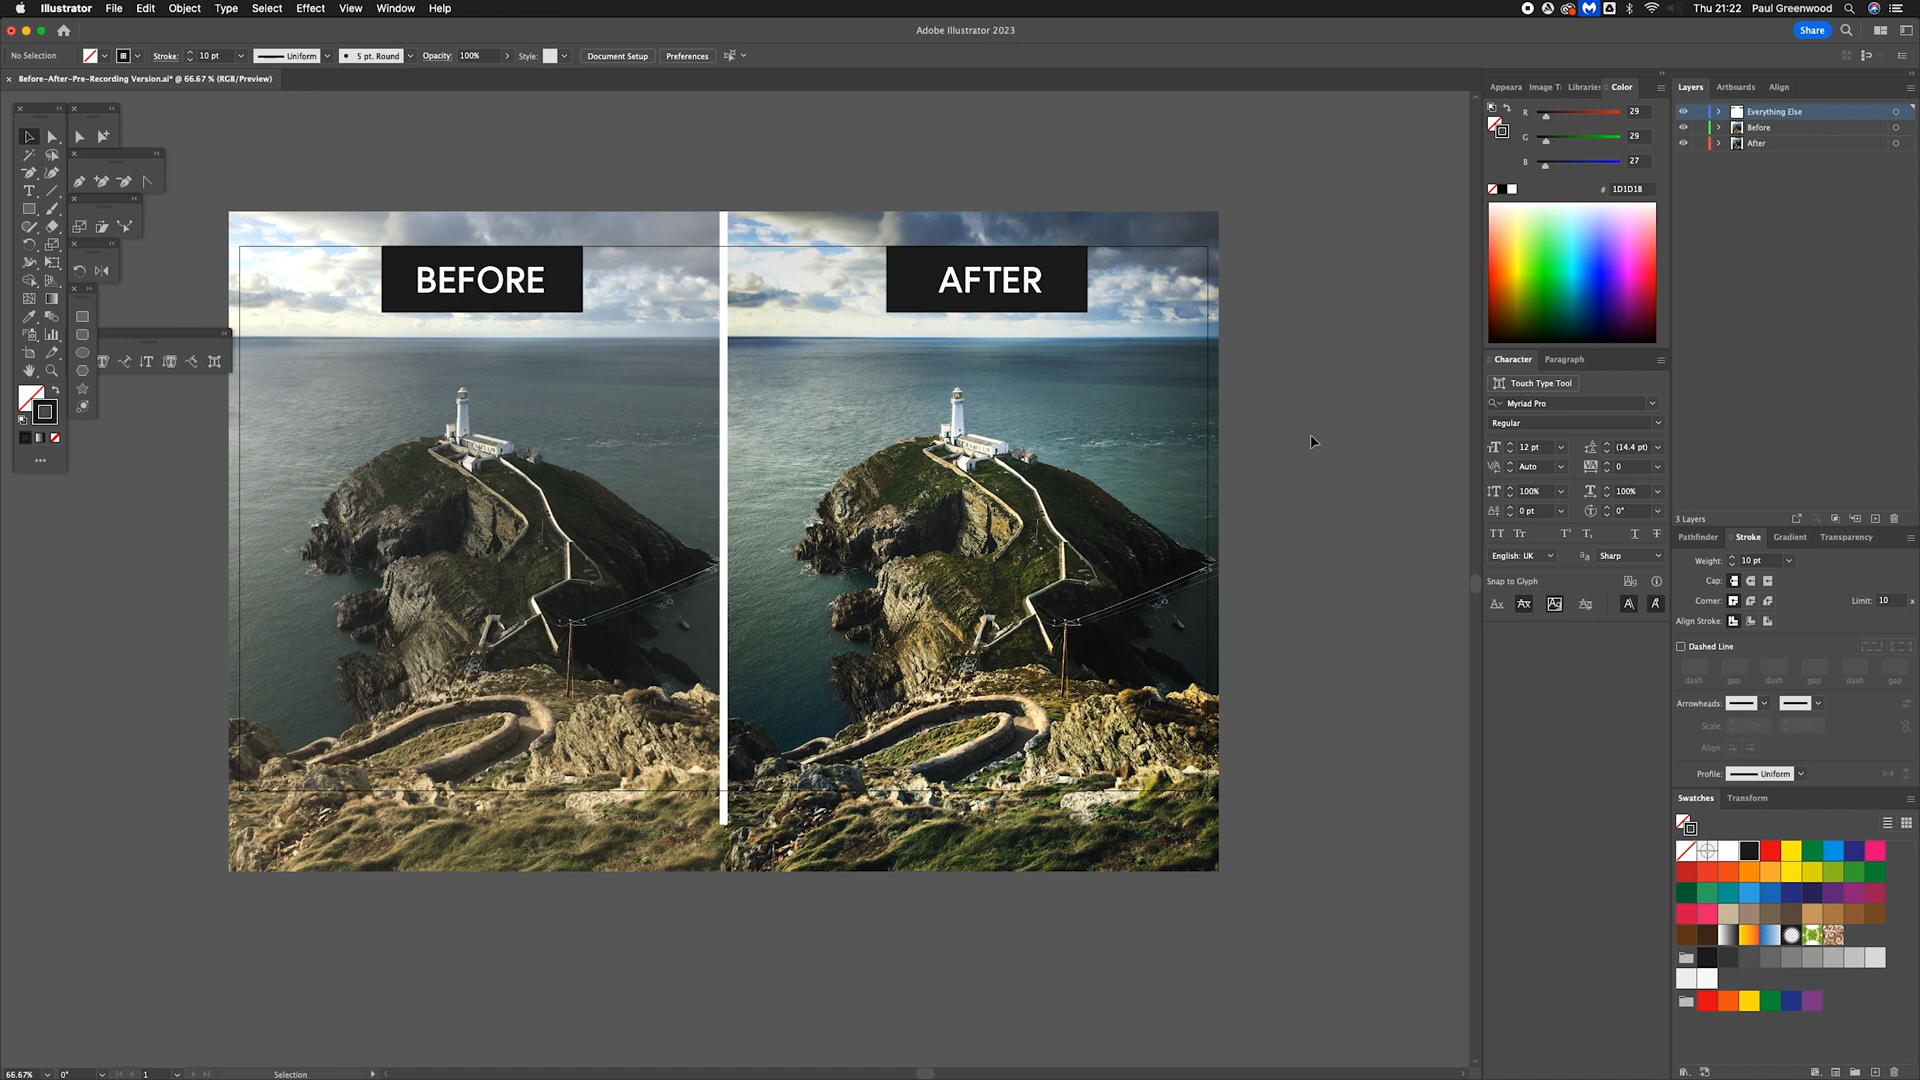 Illustrator File Edit Object Type Select Effect View Window Help
Thu 21:22 Paul Greenwood
Adobe Illustrator 2023
Share
No Selection
Stroke: 10 pt
Uniform
5 pt. Round
Opacity: 100%
Style:
Document Setup
Preferences
Before-After-Pre-Recording Version.ai* @ 66.67 % (RGB/Preview)
BEFORE
AFTER
Appeara Image T Libraries Color
R 29
G 29
B 27
# 1D1D1B
Character Paragraph
Touch Type Tool
Myriad Pro
Regular
12 pt (14.4 pt)
Auto 0
100% 100%
0 pt 0°
English: UK Sharp
Snap to Glyph
Layers Artboards Align
Everything Else
Before
After
3 Layers
Pathfinder Stroke Gradient Transparency
Weight: 10 pt
Cap:
Corner: Limit: 10 x
Align Stroke:
Dashed Line
dash gap dash gap dash gap
Arrowheads:
Scale:
Align:
Profile: Uniform
Swatches Transform
66.67% 0° 1 Selection